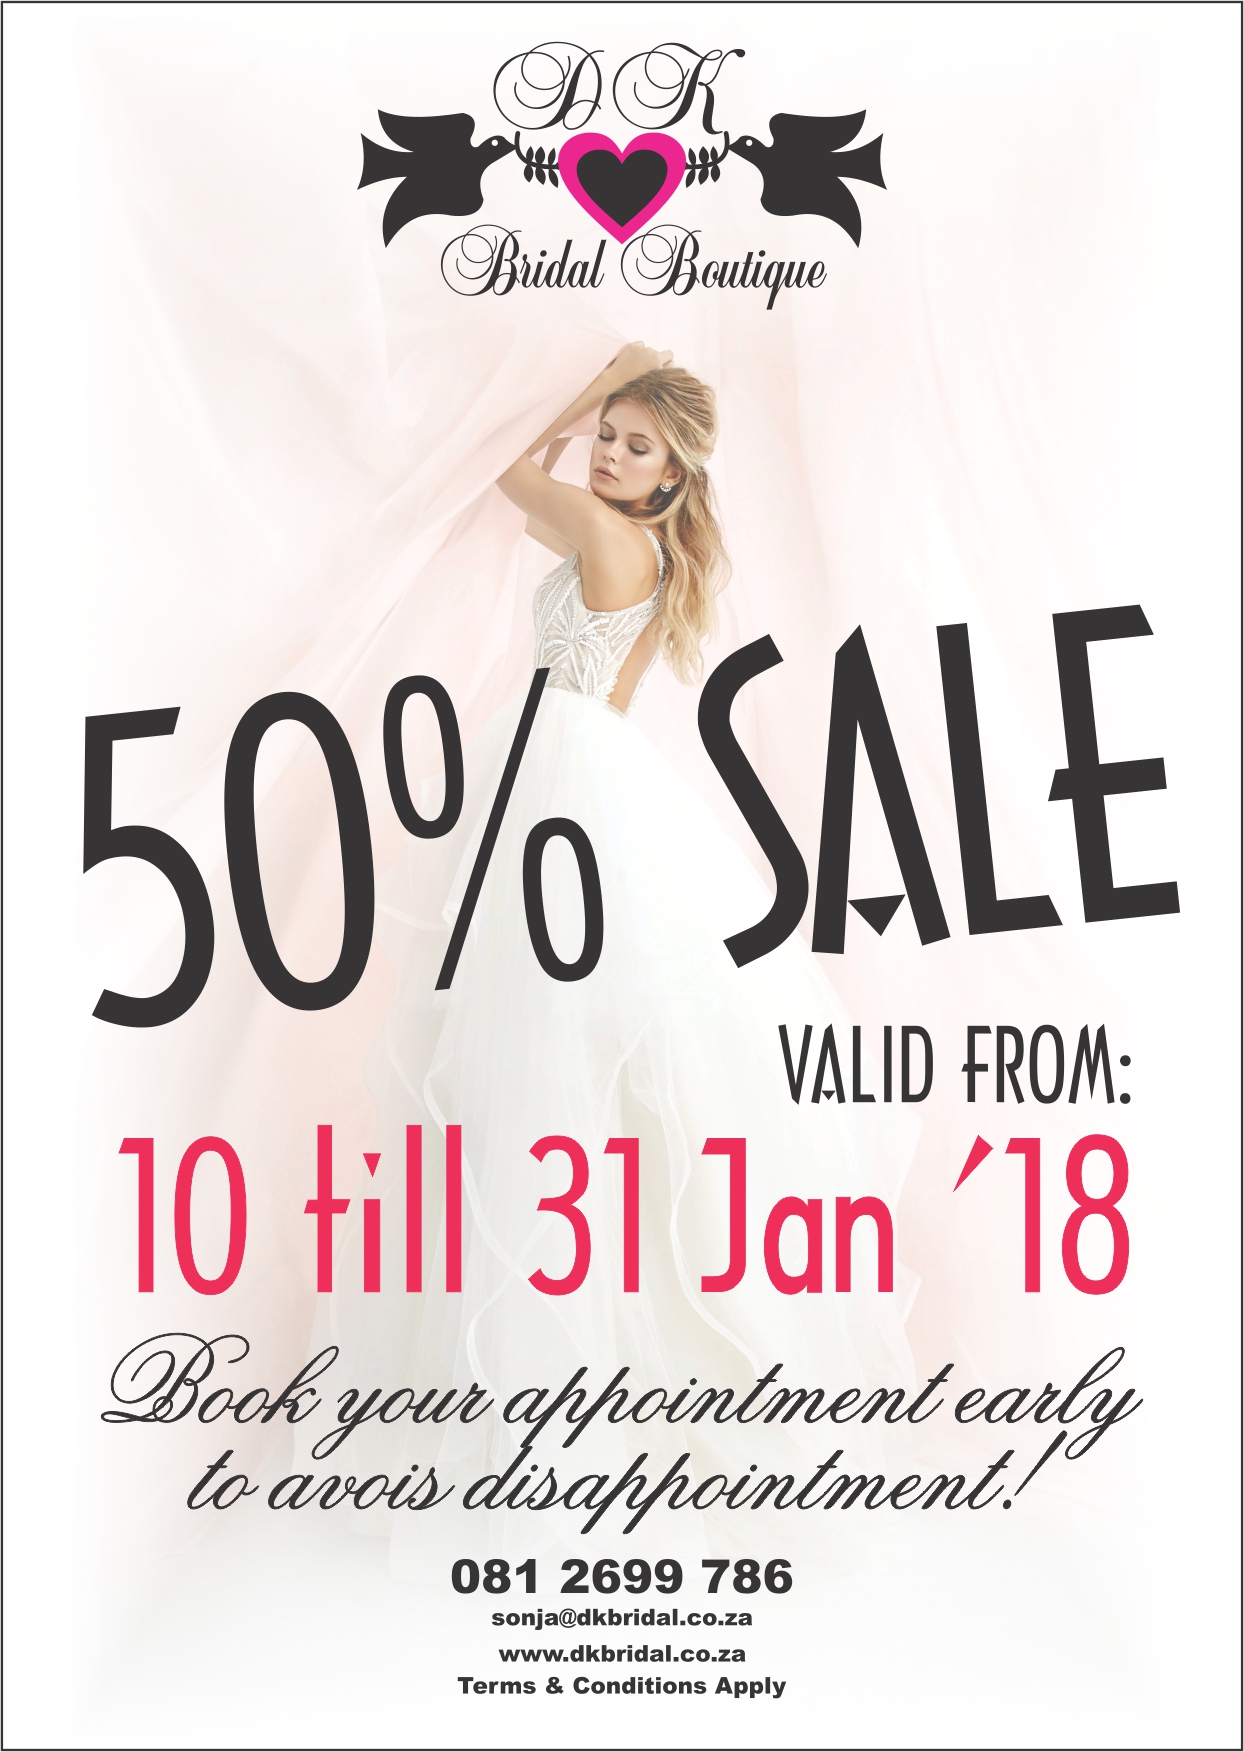 DK
Bridal Boutique
50% SALE
VALID FROM:
10 till 31 Jan '18
Book your appointment early
to avois disappointment!
081 2699 786
sonja@dkbridal.co.za
www.dkbridal.co.za
Terms & Conditions Apply